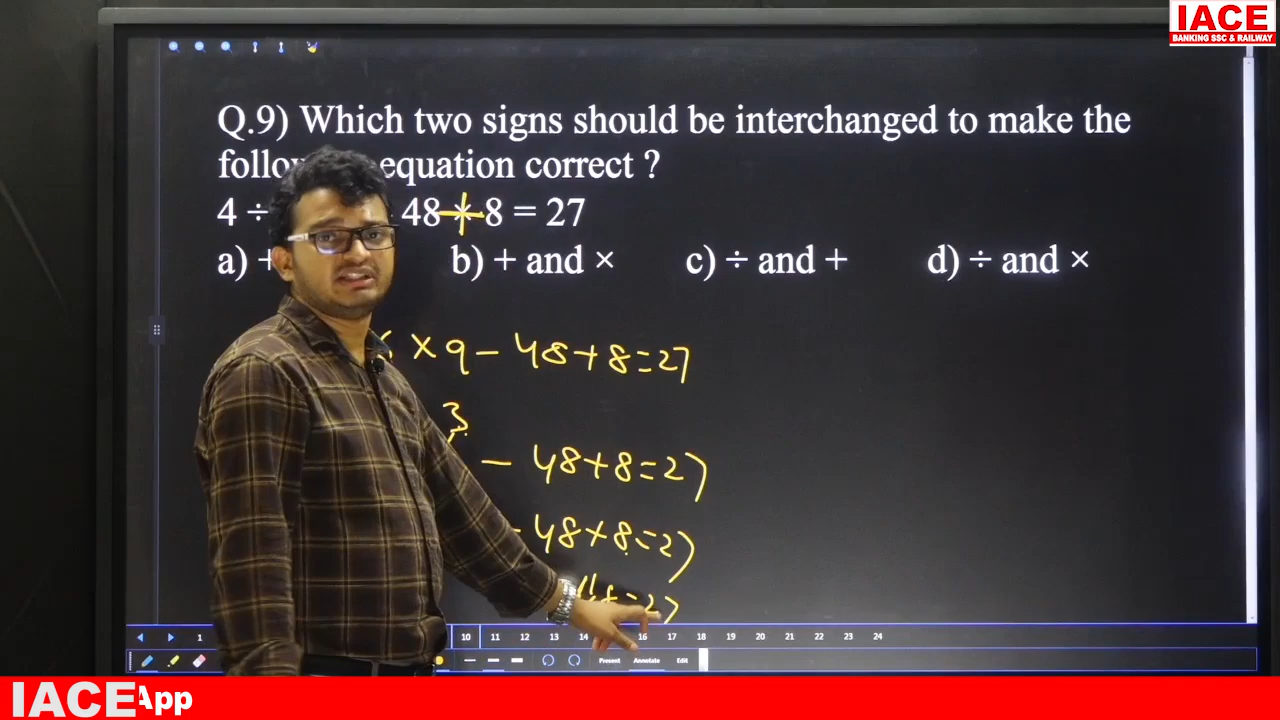 IACE
BANKING SSC & RAILWAY
Q.9) Which two signs should be interchanged to make the
equation correct ?
4 ÷ 48 + 8 = 27
a) + b) + and × c) ÷ and + d) ÷ and ×
× 9 - 48 + 8 = 27
3
- 48 + 8 = 27
- 48 + 8 = 27
= 27
1 10 11 12 13 14 16 17 18 19 20 21 22 23 24
Present Annotate Edit
IACE App